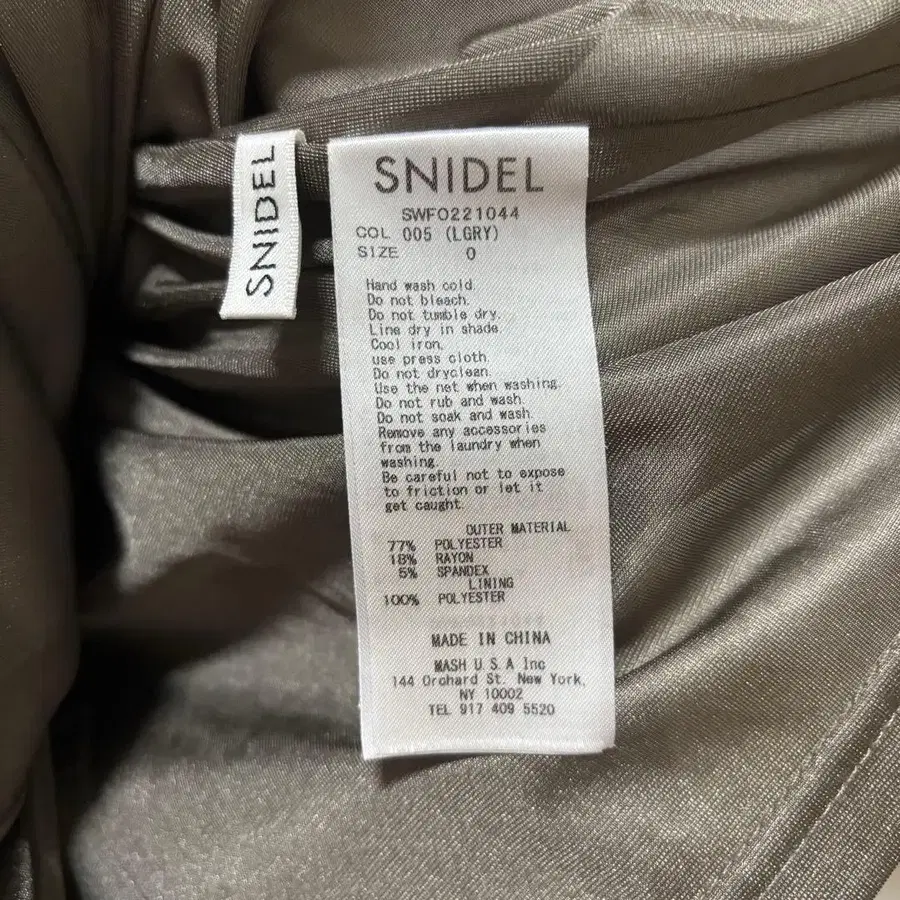 SNIDEL
SNIDEL
SWFO221044
COL 005 (LGRY)
SIZE 0
Hand wash cold.
Do not bleach.
Do not tumble dry.
Line dry in shade.
Cool iron,
use press cloth.
Do not dryclean.
Use the net when washing.
Do not rub and wash.
Do not soak and wash.
Remove any accessories
from the laundry when
washing.
Be careful not to expose
to friction or let it
get caught.
OUTER MATERIAL
77% POLYESTER
18% RAYON
5% SPANDEX
LINING
100% POLYESTER
MADE IN CHINA
MASH U.S.A Inc
144 Orchard St. New York,
NY 10002
TEL 917 409 5520